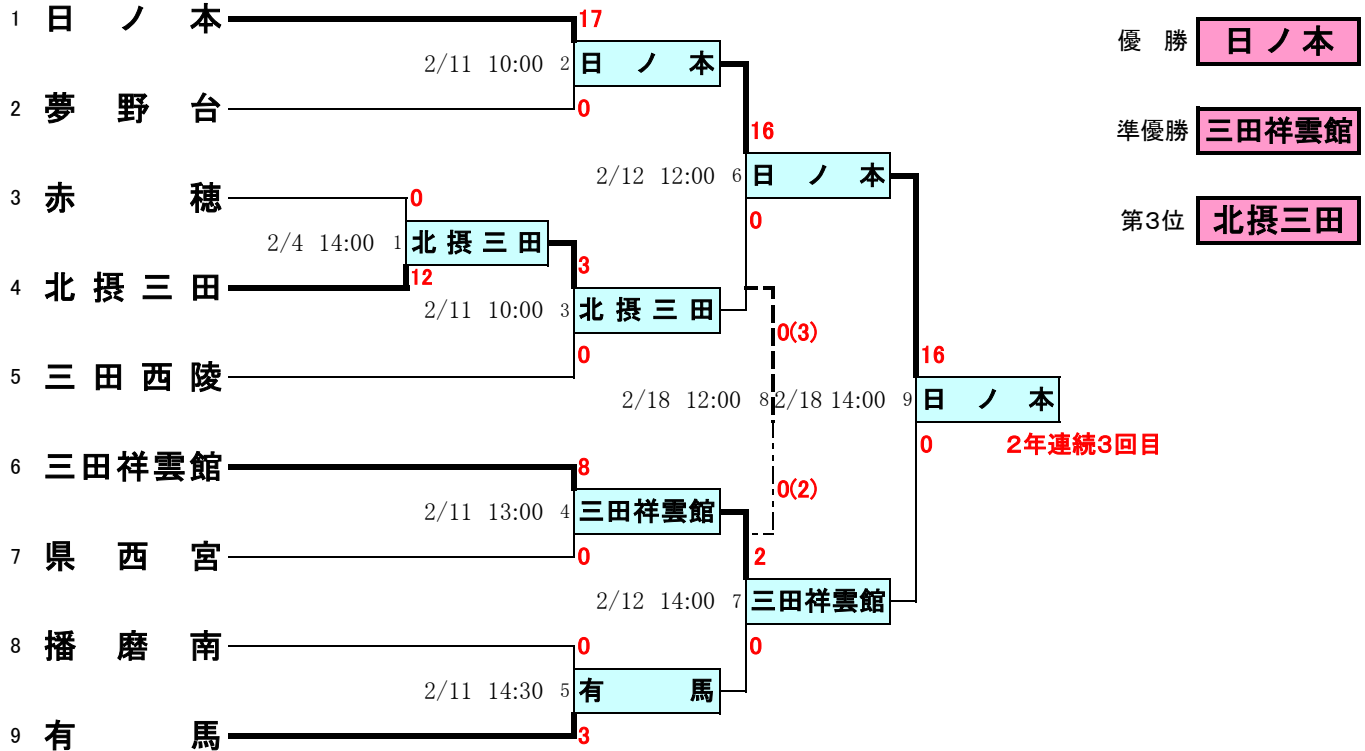 1 日ノ本
17
2/11 10:00 2 日ノ本
2 夢野台
0
16
2/12 12:00 6 日ノ本
0
3 赤穂
0
2/4 14:00 1 北摂三田
12
4 北摂三田
3
2/11 10:00 3 北摂三田
0
5 三田西陵
0(3)
2/18 12:00 8
0(2)
16
2/18 14:00 9 日ノ本
0
2年連続3回目
6 三田祥雲館
8
2/11 13:00 4 三田祥雲館
7 県西宮
0
2
2/12 14:00 7 三田祥雲館
0
8 播磨南
0
2/11 14:30 5 有馬
9 有馬
3
優勝 日ノ本
準優勝 三田祥雲館
第3位 北摂三田